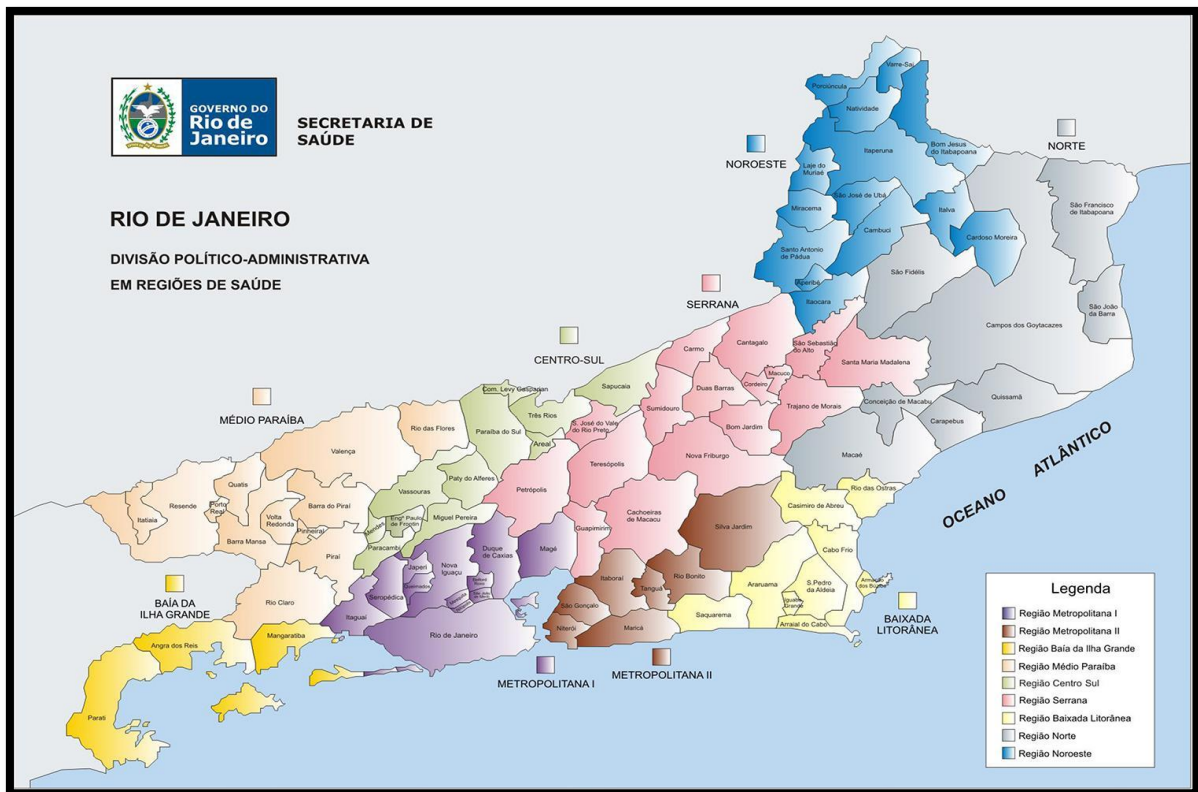 GOVERNO DO
Rio de
Janeiro
SECRETARIA DE
SAÚDE
RIO DE JANEIRO
DIVISÃO POLÍTICO-ADMINISTRATIVA
EM REGIÕES DE SAÚDE
NOROESTE
NORTE
SERRANA
CENTRO-SUL
MÉDIO PARAÍBA
BAÍA DA
ILHA GRANDE
METROPOLITANA I
METROPOLITANA II
BAIXADA
LITORÂNEA
OCEANO ATLÂNTICO
Varre-Sai
Porciúncula
Natividade
Itaperuna
Bom Jesus
do Itabapoana
Laje do
Muriaé
São José de Ubá
Miracema
Italva
Cambuci
Cardoso Moreira
Santo Antonio
de Pádua
Aperibé
Itaocara
São Francisco
de Itabapoana
São Fidélis
São João
da Barra
Campos dos Goytacazes
Quissamã
Conceição de Macabu
Carapebus
Macaé
Carmo
Cantagalo
São Sebastião
do Alto
Santa Maria Madalena
Macuco
Cordeiro
Duas Barras
Sumidouro
Trajano de Morais
Bom Jardim
S. José do Vale
do Rio Preto
Nova Friburgo
Teresópolis
Petrópolis
Cachoeiras
de Macacu
Guapimirim
Sapucaia
Com. Levy Gasparian
Três Rios
Paraíba do Sul
Areal
Paty do Alferes
Vassouras
Miguel Pereira
Engº Paulo
de Frontin
Mendes
Paracambi
Rio das Flores
Valença
Quatis
Resende
Itatiaia
Porto
Real
Volta
Redonda
Barra do Piraí
Pinheiral
Barra Mansa
Piraí
Rio Claro
Angra dos Reis
Mangaratiba
Parati
Itaguaí
Seropédica
Japeri
Queimados
Nova
Iguaçu
Duque
de Caxias
Magé
Rio de Janeiro
Silva Jardim
Rio Bonito
Tanguá
Itaboraí
São Gonçalo
Niterói
Maricá
Rio das Ostras
Casimiro de Abreu
Cabo Frio
Araruama
S.Pedro
da Aldeia
Armação
dos Búzios
Iguaba
Grande
Saquarema
Arraial do Cabo
Legenda
Região Metropolitana I
Região Metropolitana II
Região Baía da Ilha Grande
Região Médio Paraíba
Região Centro Sul
Região Serrana
Região Baixada Litorânea
Região Norte
Região Noroeste